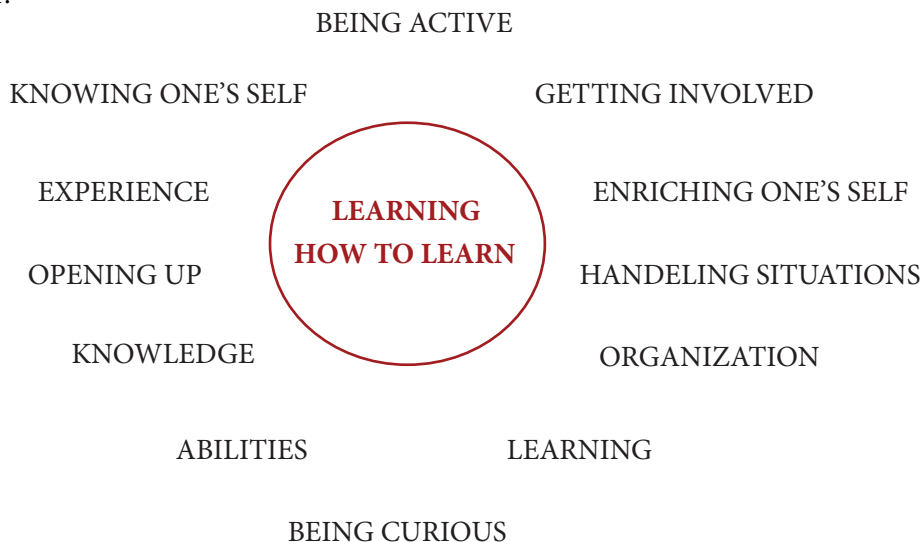 BEING ACTIVE
KNOWING ONE'S SELF
GETTING INVOLVED
EXPERIENCE
ENRICHING ONE'S SELF
LEARNING
HOW TO LEARN
OPENING UP
HANDELING SITUATIONS
KNOWLEDGE
ORGANIZATION
ABILITIES
LEARNING
BEING CURIOUS